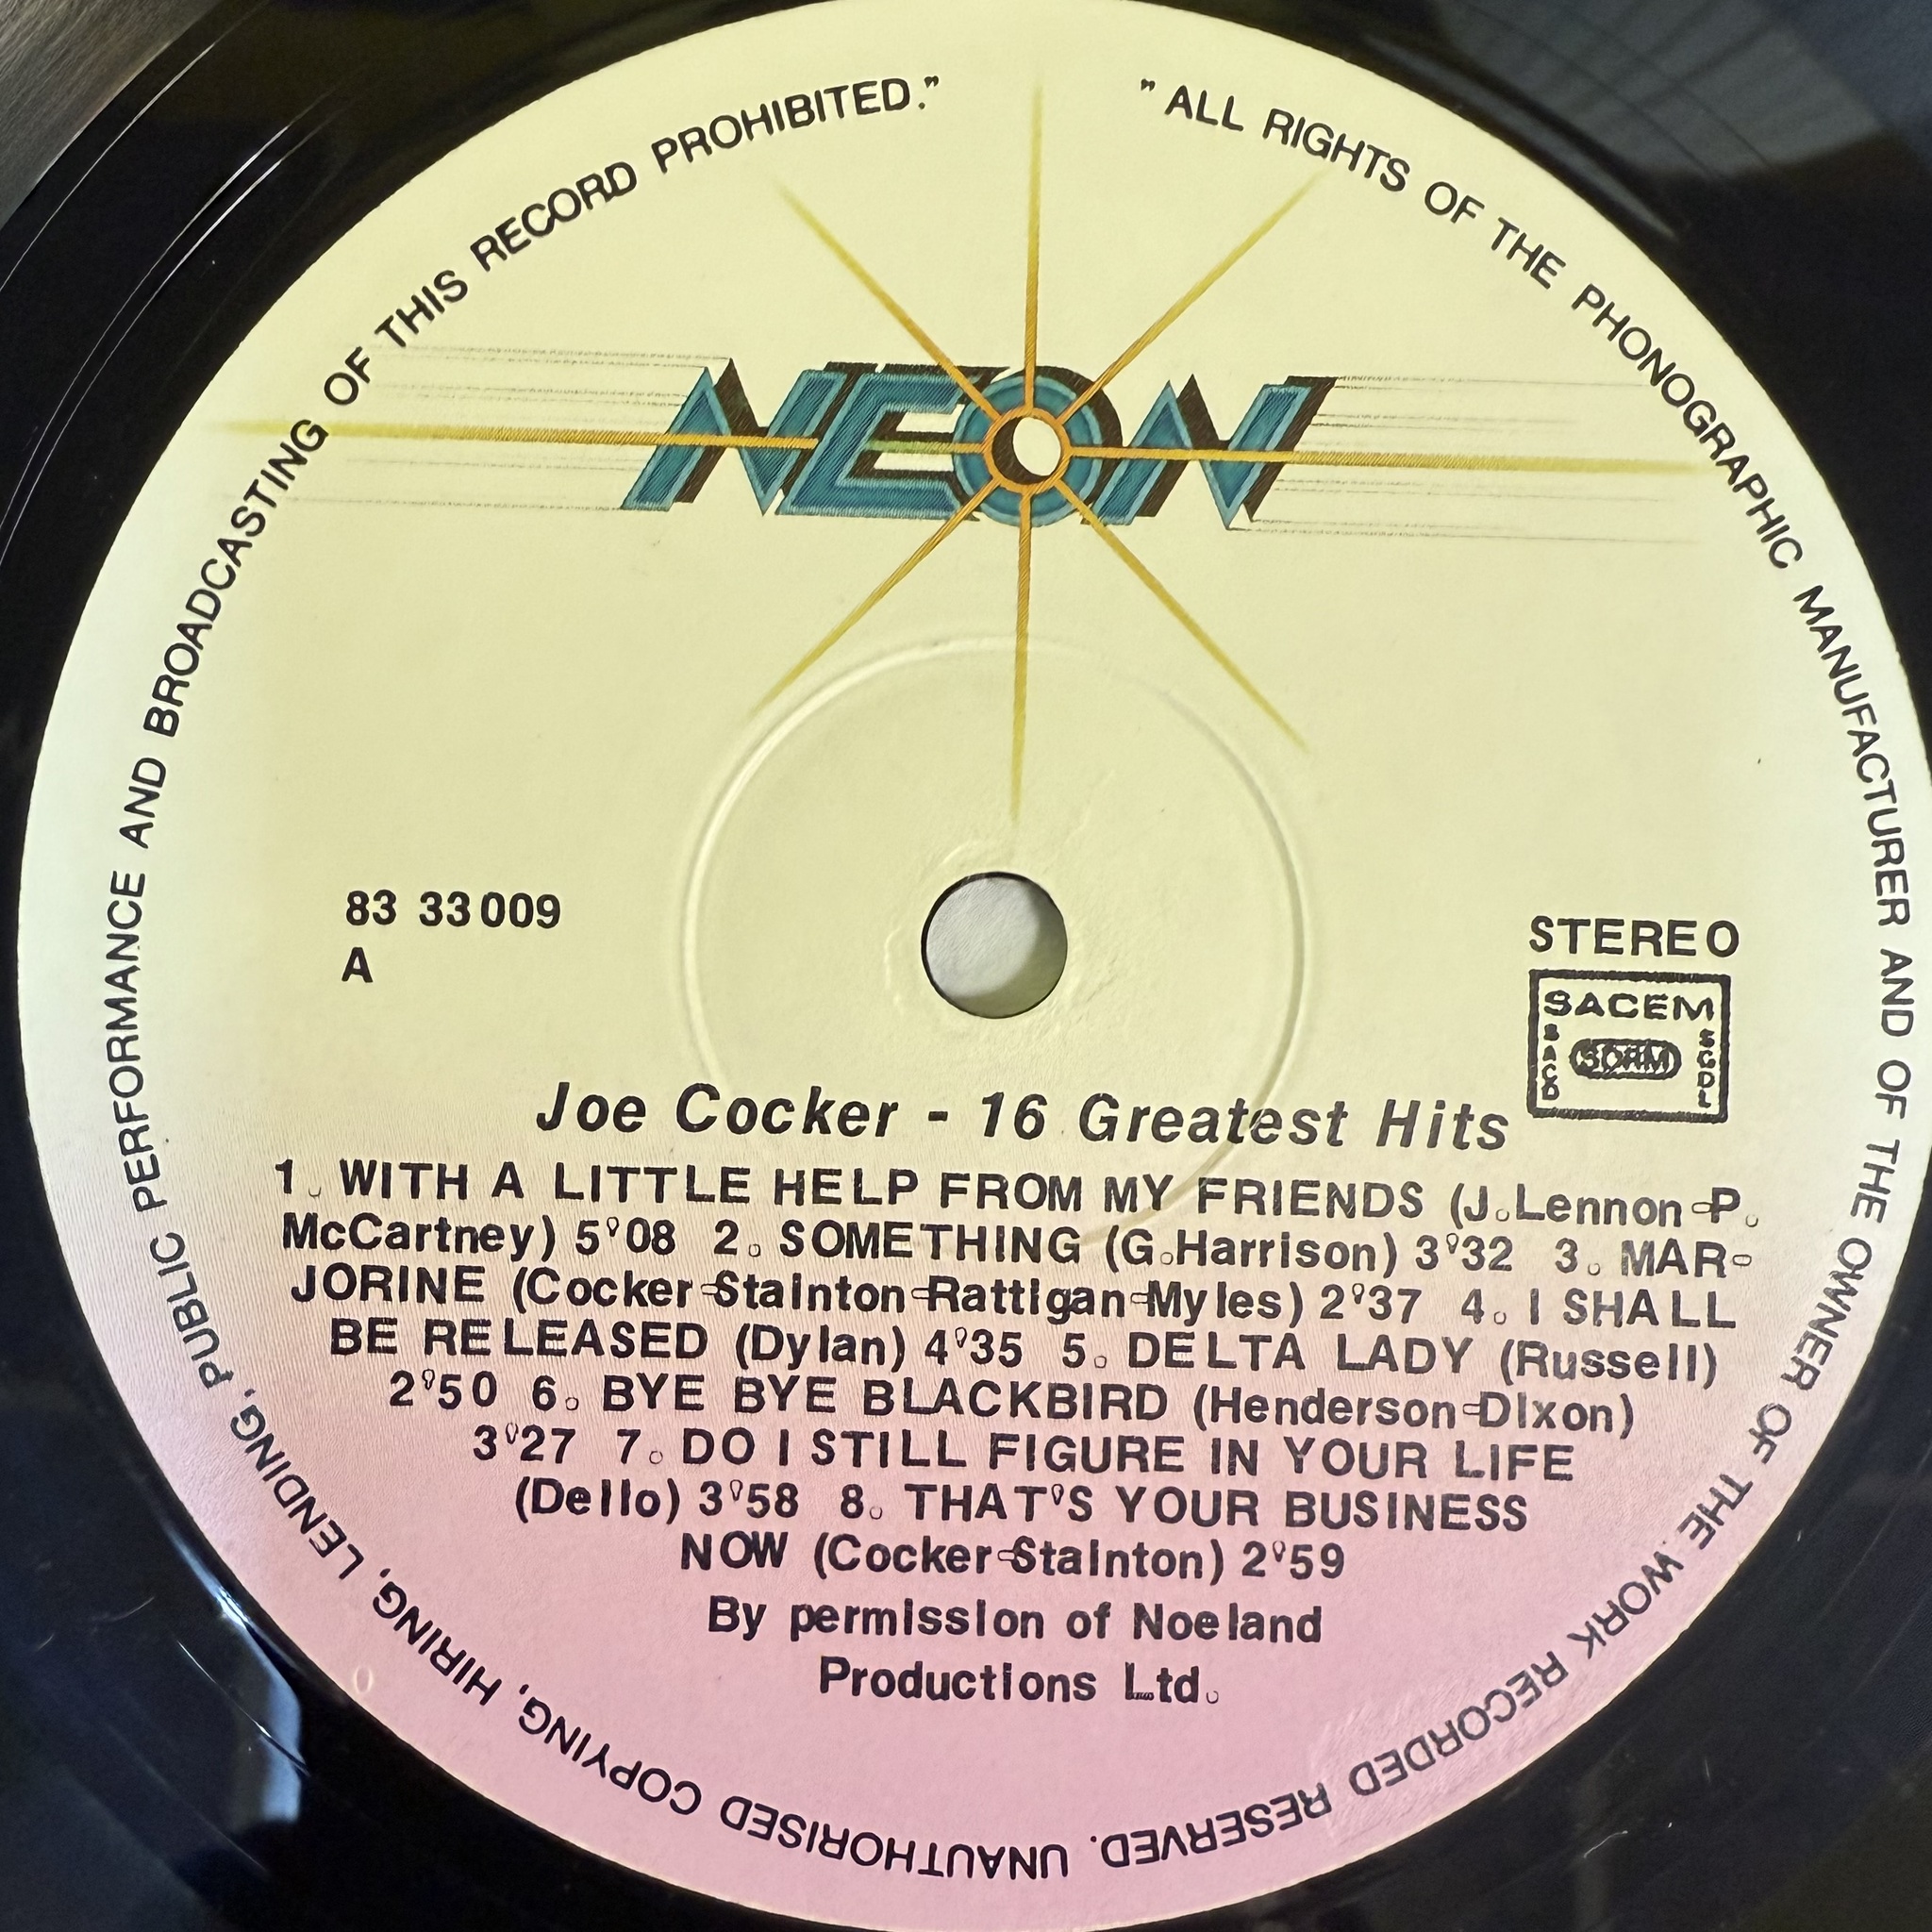 "ALL RIGHTS OF THE PHONOGRAPHIC MANUFACTURER AND OF THE OWNER OF THE WORK RECORDED RESERVED. UNAUTHORISED COPYING, HIRING, LENDING, PUBLIC PERFORMANCE AND BROADCASTING OF THIS RECORD PROHIBITED."
NEON
83 33009
A
STEREO
SACEM
SACD
SDRM
SGDL
Joe Cocker - 16 Greatest Hits
1. WITH A LITTLE HELP FROM MY FRIENDS (J.Lennon-P.
McCartney) 5'08 2. SOMETHING (G.Harrison) 3'32 3. MAR-
JORINE (Cocker-Stainton-Rattigan-Myles) 2'37 4. I SHALL
BE RELEASED (Dylan) 4'35 5. DELTA LADY (Russell)
2'50 6. BYE BYE BLACKBIRD (Henderson-Dixon)
3'27 7. DO I STILL FIGURE IN YOUR LIFE
(Dello) 3'58 8. THAT'S YOUR BUSINESS
NOW (Cocker-Stainton) 2'59
By permission of Noeland
Productions Ltd.